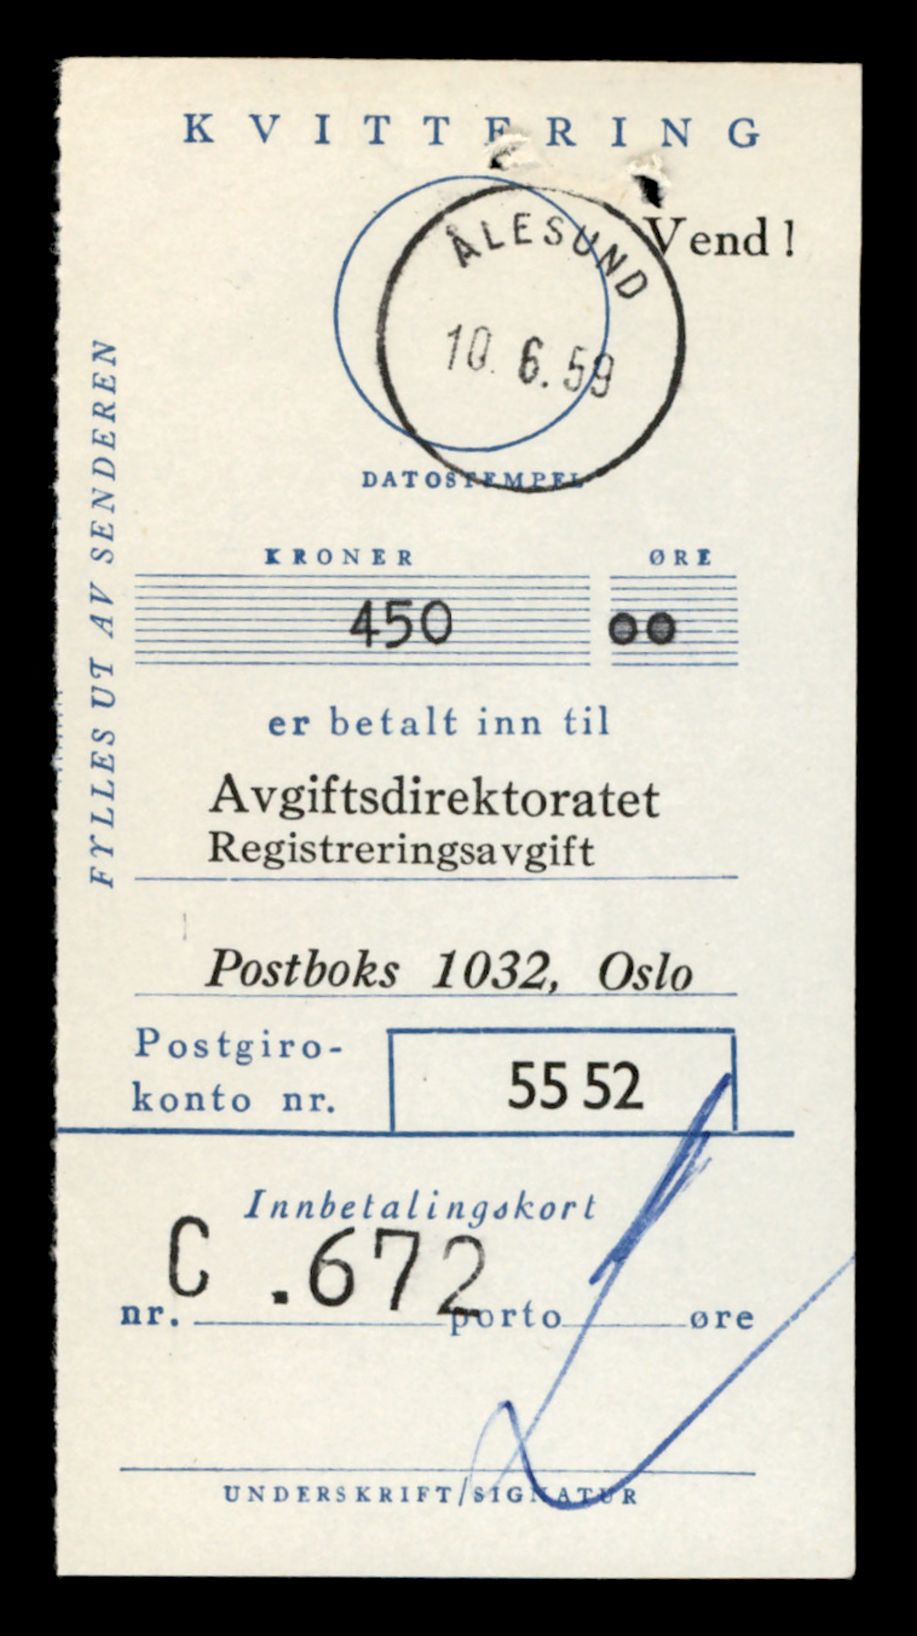 KVITTERING
Vend !
ÅLESUND
10. 6. 59
DATOSTEMPEL
FYLLES UT AV SENDEREN
KRONER ØRE
450 00
er betalt inn til
Avgiftsdirektoratet
Registreringsavgift
Postboks 1032, Oslo
Postgiro-
konto nr. 55 52
Innbetalingskort
C .672
nr. porto øre
UNDERSKRIFT/SIGNATUR